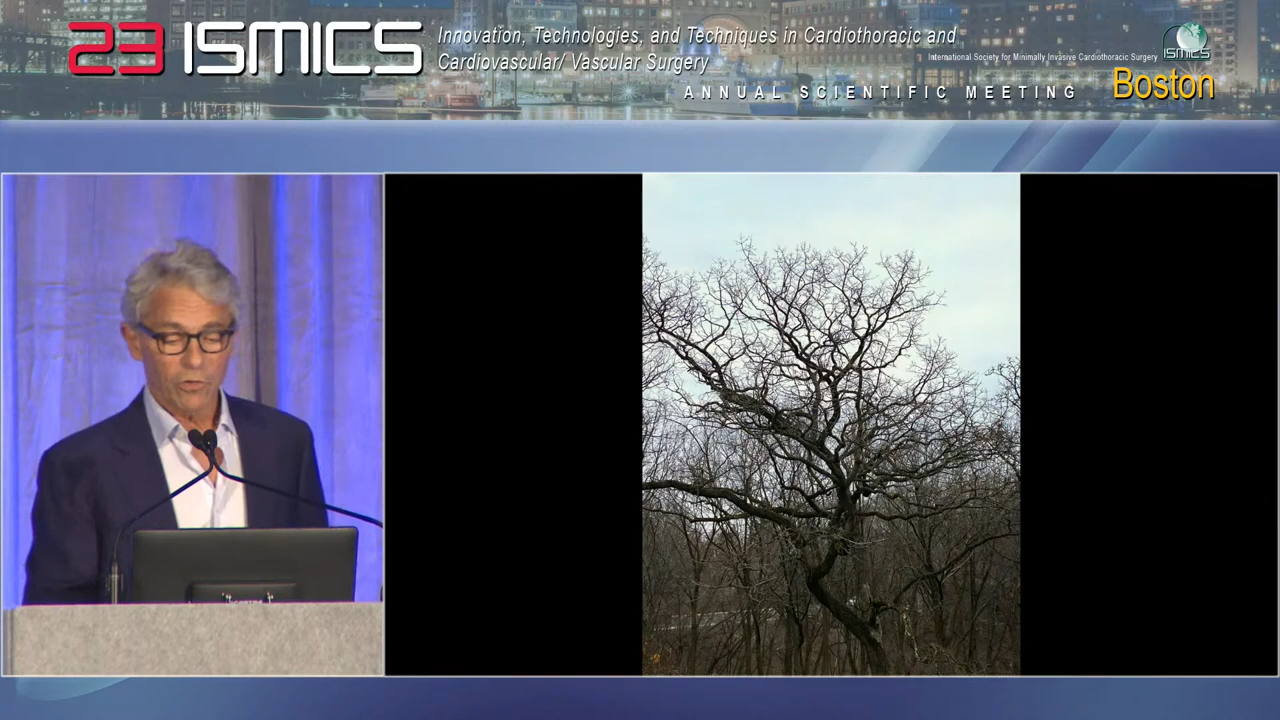 23 ISMICS
Innovation, Technologies, and Techniques in Cardiothoracic and
Cardiovascular/ Vascular Surgery
International Society for Minimally Invasive Cardiothoracic Surgery
ISMICS
ANNUAL SCIENTIFIC MEETING
Boston